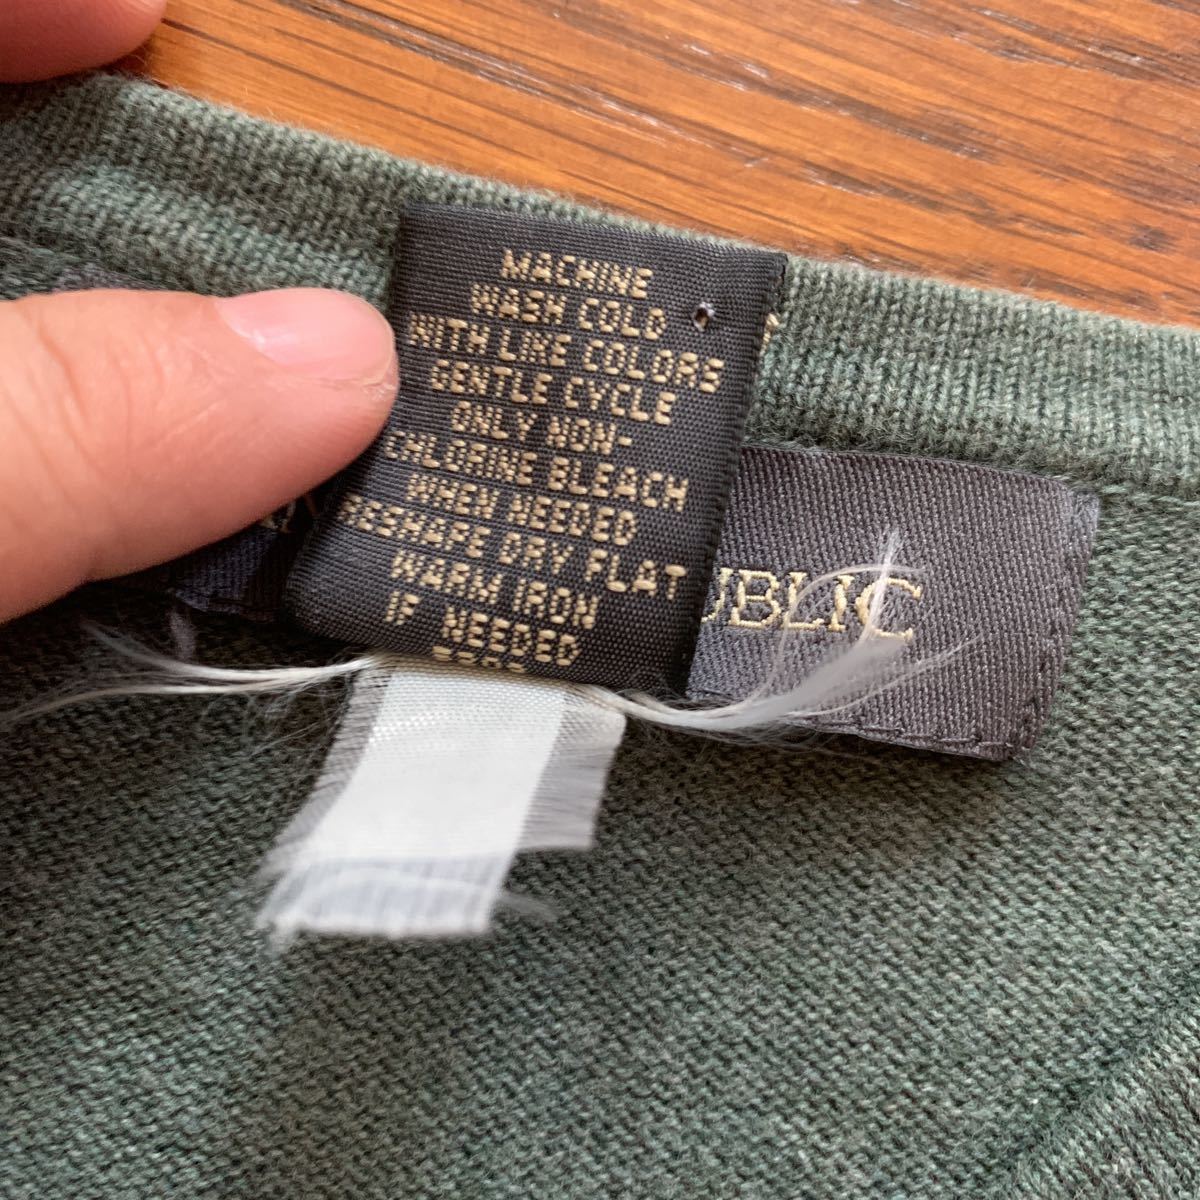 MACHINE
WASH COLD
WITH LIKE COLORS
GENTLE CYCLE
ONLY NON-
CHLORINE BLEACH
WHEN NEEDED
RESHAPE DRY FLAT
WARM IRON
IF NEEDED
UBLIC